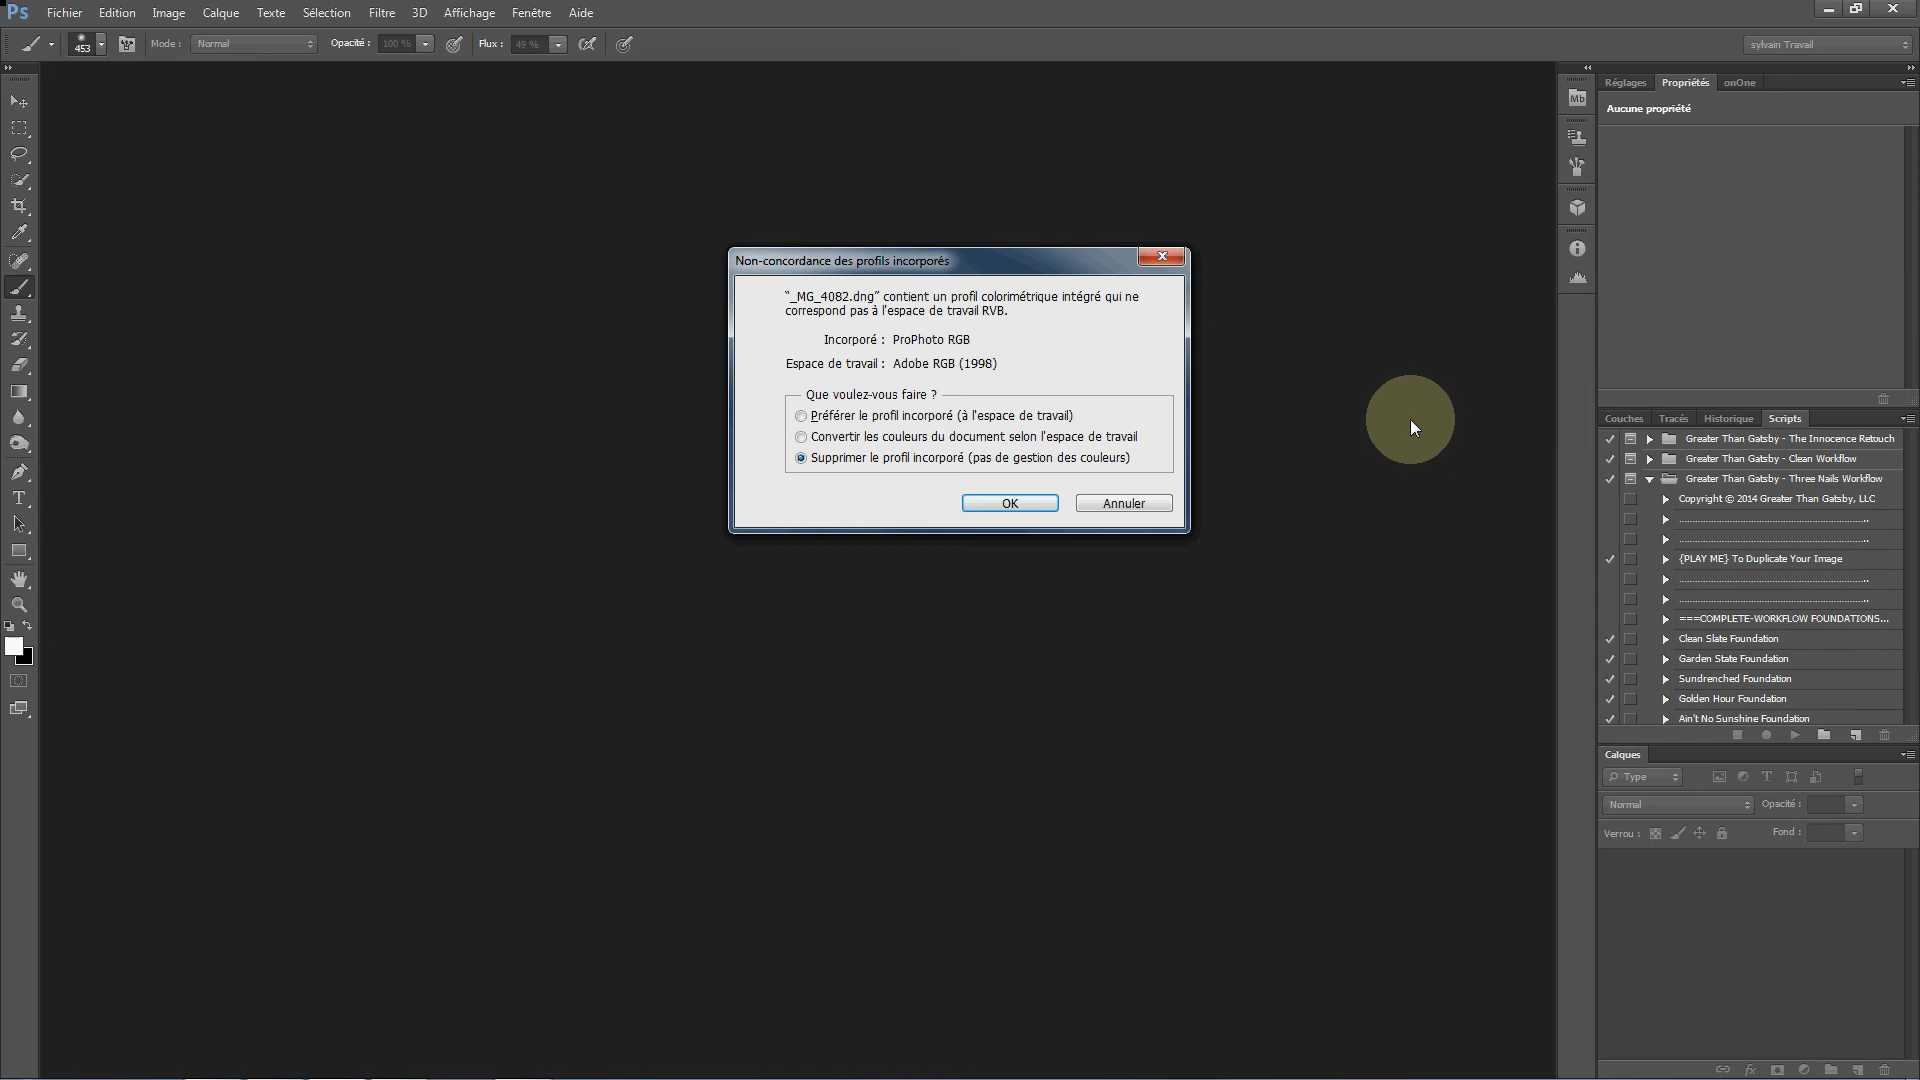 Ps Fichier Edition Image Calque Texte Sélection Filtre 3D Affichage Fenêtre Aide
453 Mode : Normal Opacité : 100 % Flux : 49 % sylvain Travail
Réglages Propriétés onOne
Aucune propriété
Mb
Non-concordance des profils incorporés
"_MG_4082.dng" contient un profil colorimétrique intégré qui ne
correspond pas à l'espace de travail RVB.
Incorporé : ProPhoto RGB
Espace de travail : Adobe RGB (1998)
Que voulez-vous faire ?
Préférer le profil incorporé (à l'espace de travail)
Convertir les couleurs du document selon l'espace de travail
Supprimer le profil incorporé (pas de gestion des couleurs)
OK Annuler
Couches Tracés Historique Scripts
Greater Than Gatsby - The Innocence Retouch
Greater Than Gatsby - Clean Workflow
Greater Than Gatsby - Three Nails Workflow
Copyright © 2014 Greater Than Gatsby, LLC
{PLAY ME} To Duplicate Your Image
===COMPLETE-WORKFLOW FOUNDATIONS...
Clean Slate Foundation
Garden State Foundation
Sundrenched Foundation
Golden Hour Foundation
Ain't No Sunshine Foundation
Calques
Type
Normal Opacité :
Verrou : Fond :